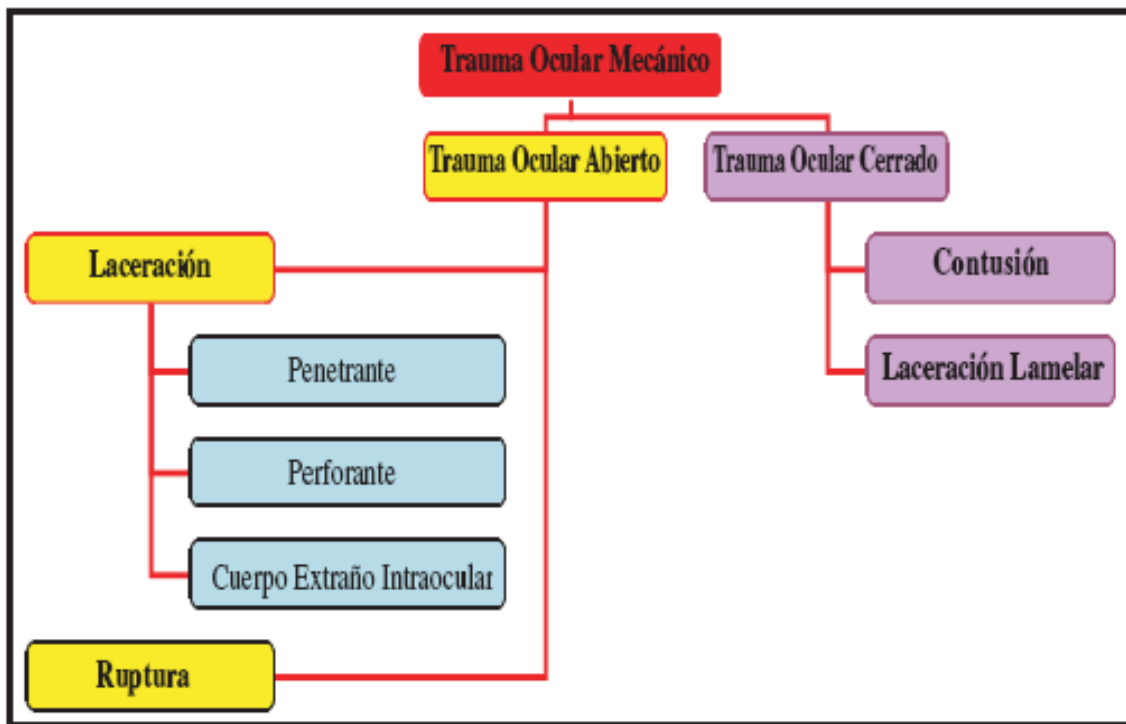 Trauma Ocular Mecánico
Trauma Ocular Abierto
Trauma Ocular Cerrado
Laceración
Contusión
Penetrante
Laceración Lamelar
Perforante
Cuerpo Extraño Intraocular
Ruptura